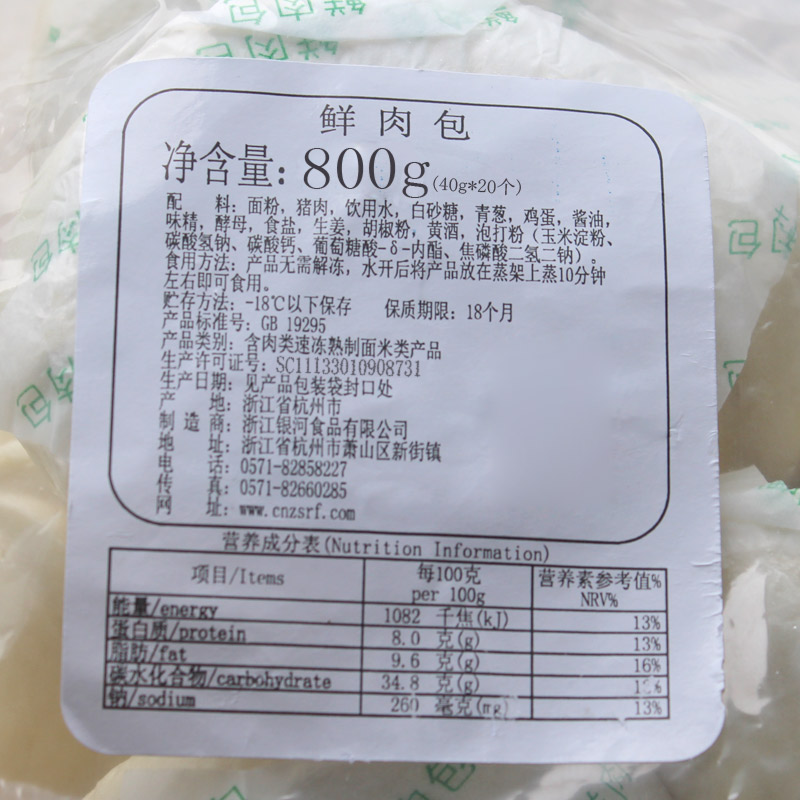 鲜肉包
鲜肉包
鲜肉包
净含量：800g(40g*20个)
配　料：面粉，猪肉，饮用水，白砂糖，青葱，鸡蛋，酱油，
味精，酵母，食盐，生姜，胡椒粉，黄酒，泡打粉（玉米淀粉、
碳酸氢钠、碳酸钙、葡萄糖酸-δ-内酯、焦磷酸二氢二钠）。
食用方法：产品无需解冻，水开后将产品放在蒸架上蒸10分钟
左右即可食用。
贮存方法：-18℃以下保存　保质期限：18个月
产品标准号：GB 19295
产品类别：含肉类速冻熟制面米类产品
生产许可证号：SC11133010908731
生产日期：见产品包装袋封口处
产　地：浙江省杭州市
制造商：浙江银河食品有限公司
地　址：浙江省杭州市萧山区新街镇
电　话：0571-82858227
传　真：0571-82660285
网　址：www.cnzsrf.com
营养成分表(Nutrition Information)
项目/Items 每100克 per 100g 营养素参考值% NRV%
能量/energy 1082 千焦(kJ) 13%
蛋白质/protein 8.0 克(g) 13%
脂肪/fat 9.6 克(g) 16%
碳水化合物/carbohydrate 34.8 克(g)
钠/sodium 260 毫克(mg) 13%
肉包
肉包